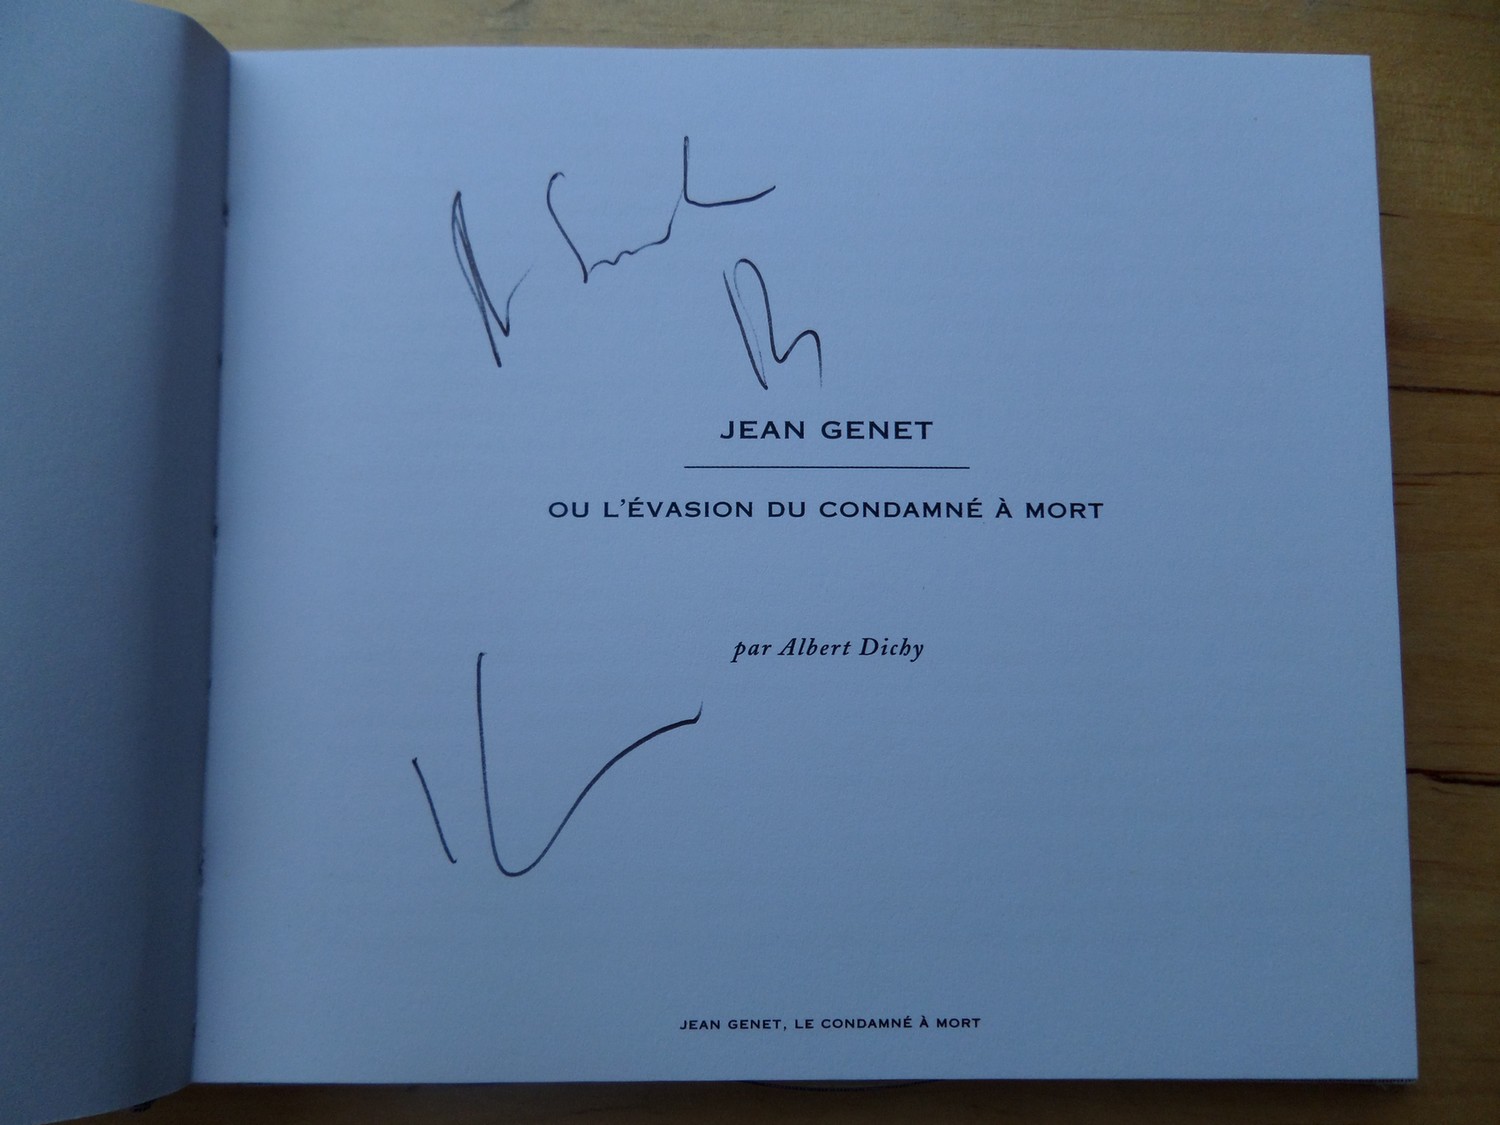 JEAN GENET
OU L'ÉVASION DU CONDAMNÉ À MORT
par Albert Dichy
JEAN GENET, LE CONDAMNÉ À MORT